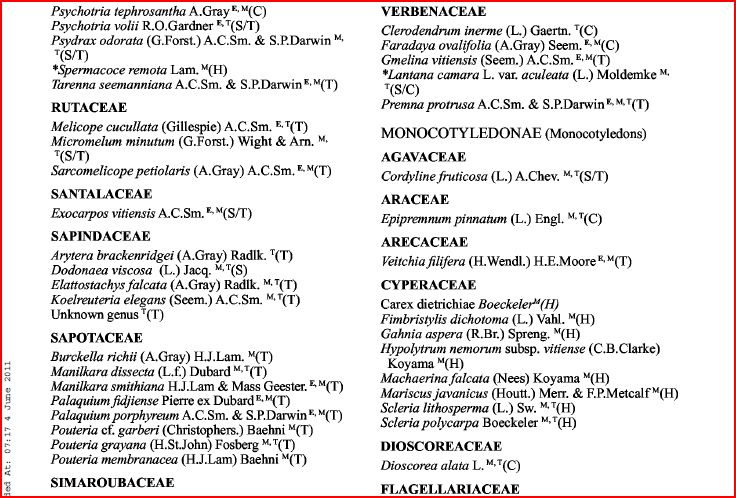 Psychotria tephrosantha A.Gray E, M(C)
Psychotria volii R.O.Gardner E, T(S/T)
Psydrax odorata (G.Forst.) A.C.Sm. & S.P.Darwin M,
T(S/T)
*Spermacoce remota Lam. M(H)
Tarenna seemanniana A.C.Sm. & S.P.Darwin E, M(T)
RUTACEAE
Melicope cucullata (Gillespie) A.C.Sm. E, T(T)
Micromelum minutum (G.Forst.) Wight & Arn. M,
T(S/T)
Sarcomelicope petiolaris (A.Gray) A.C.Sm. E, M(T)
SANTALACEAE
Exocarpos vitiensis A.C.Sm. E, M(S/T)
SAPINDACEAE
Arytera brackenridgei (A.Gray) Radlk. T(T)
Dodonaea viscosa (L.) Jacq. M, T(S)
Elattostachys falcata (A.Gray) Radlk. M, T(T)
Koelreuteria elegans (Seem.) A.C.Sm. M, T(T)
Unknown genus T(T)
SAPOTACEAE
Burckella richii (A.Gray) H.J.Lam. M(T)
Manilkara dissecta (L.f.) Dubard M, T(T)
Manilkara smithiana H.J.Lam & Mass Geester. E, M(T)
Palaquium fidjiense Pierre ex Dubard E, M(T)
Palaquium porphyreum A.C.Sm. & S.P.Darwin E, M(T)
Pouteria cf. garberi (Christophers.) Baehni M(T)
Pouteria grayana (H.St.John) Fosberg M, T(T)
Pouteria membranacea (H.J.Lam) Baehni M(T)
SIMAROUBACEAE
VERBENACEAE
Clerodendrum inerme (L.) Gaertn. T(C)
Faradaya ovalifolia (A.Gray) Seem. E, M(C)
Gmelina vitiensis (Seem.) A.C.Sm. E, M(T)
*Lantana camara L. var. aculeata (L.) Moldemke M,
T(S/C)
Premna protrusa A.C.Sm. & S.P.Darwin E, M, T(T)
MONOCOTYLEDONAE (Monocotyledons)
AGAVACEAE
Cordyline fruticosa (L.) A.Chev. M, T(S/T)
ARACEAE
Epipremnum pinnatum (L.) Engl. M, T(C)
ARECACEAE
Veitchia filifera (H.Wendl.) H.E.Moore E, M(T)
CYPERACEAE
Carex dietrichiae Boeckeler M(H)
Fimbristylis dichotoma (L.) Vahl. M(H)
Gahnia aspera (R.Br.) Spreng. M(H)
Hypolytrum nemorum subsp. vitiense (C.B.Clarke)
Koyama M(H)
Machaerina falcata (Nees) Koyama M(H)
Mariscus javanicus (Houtt.) Merr. & F.P.Metcalf M(H)
Scleria lithosperma (L.) Sw. M, T(H)
Scleria polycarpa Boeckeler M, T(H)
DIOSCOREACEAE
Dioscorea alata L. M, T(C)
FLAGELLARIACEAE
ded At: 07:17 4 June 2011